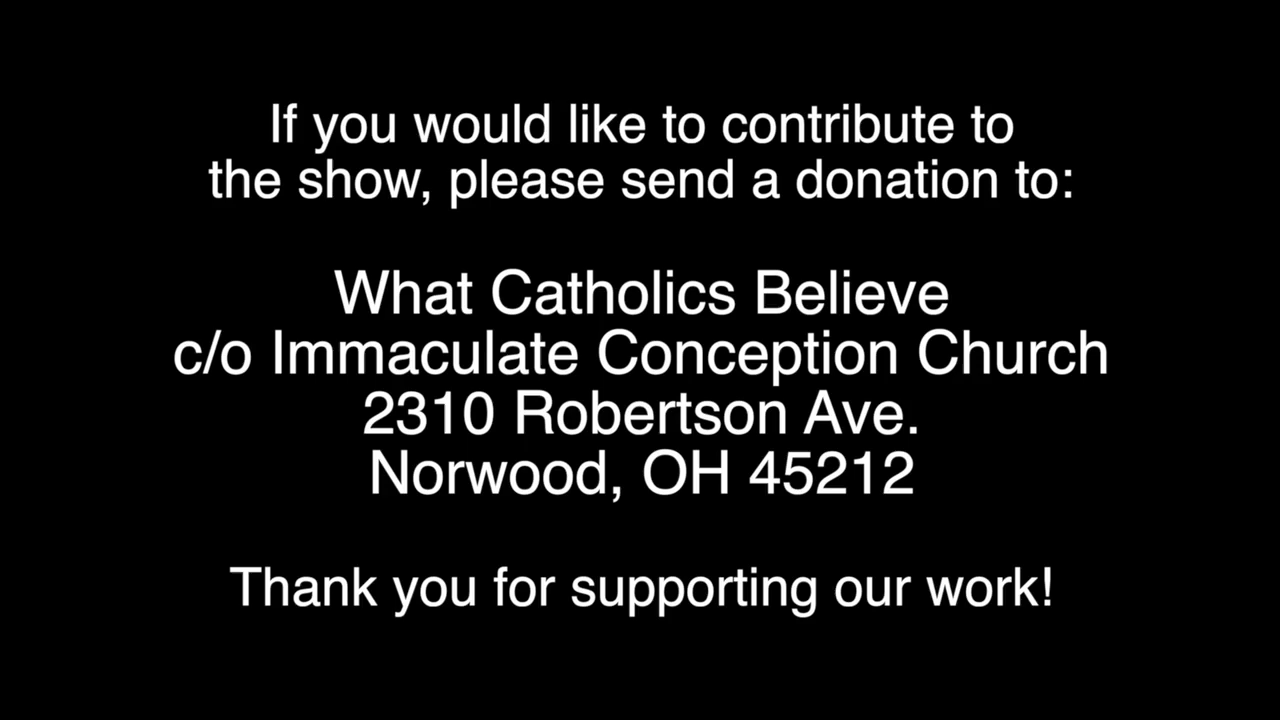 If you would like to contribute to
the show, please send a donation to:
What Catholics Believe
c/o Immaculate Conception Church
2310 Robertson Ave.
Norwood, OH 45212
Thank you for supporting our work!